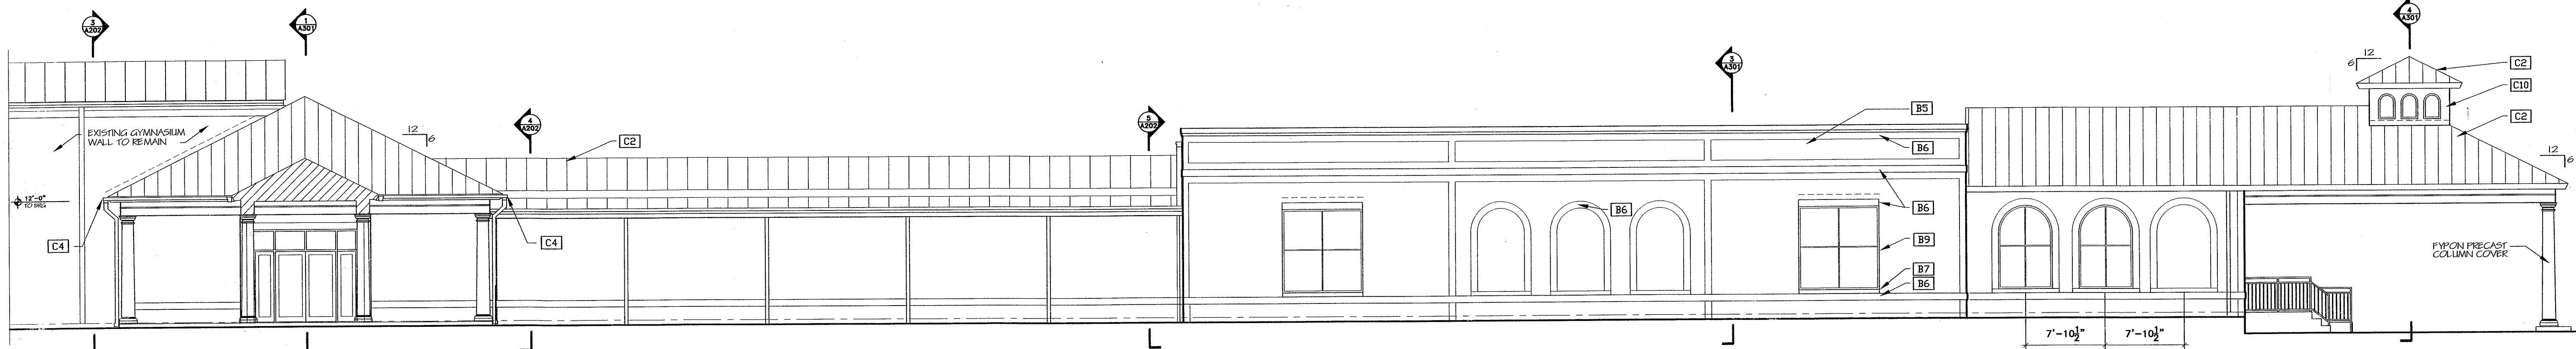 3
A202
1
A301
4
A202
5
A202
3
A301
4
A301
12
6
C2
C10
C2
12
6
EXISTING GYMNASIUM
WALL TO REMAIN
12
6
C2
B5
B6
12'-0"
TO BRG
B6
B6
C4
C4
B9
FYPON PRECAST
COLUMN COVER
B7
B6
7'-10½"
7'-10½"